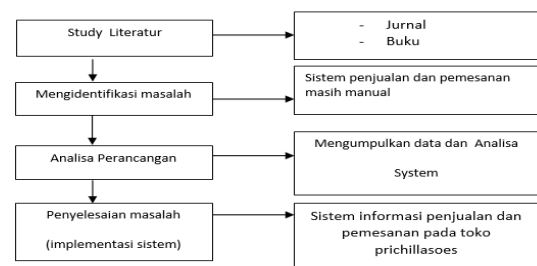 Study Literatur
- Jurnal
- Buku
Mengidentifikasi masalah
Sistem penjualan dan pemesanan
masih manual
Analisa Perancangan
Mengumpulkan data dan Analisa
System
Penyelesaian masalah
(implementasi sistem)
Sistem informasi penjualan dan
pemesanan pada toko
prichillasoes